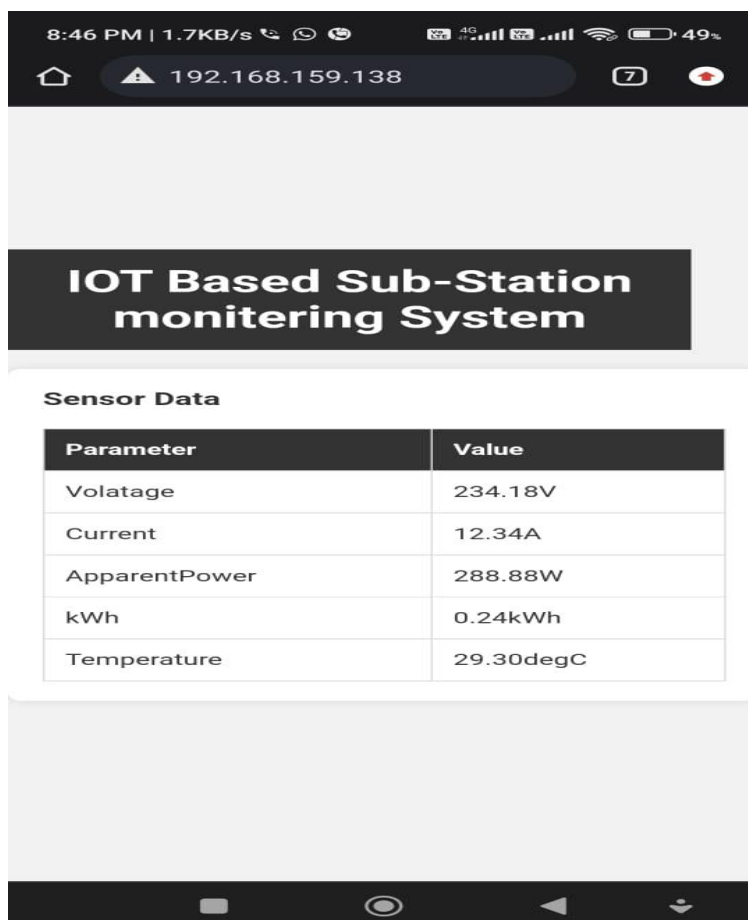 8:46 PM | 1.7KB/s
4G
49%
192.168.159.138
7
IOT Based Sub-Station
monitering System
Sensor Data
Parameter Value
Volatage 234.18V
Current 12.34A
ApparentPower 288.88W
kWh 0.24kWh
Temperature 29.30degC